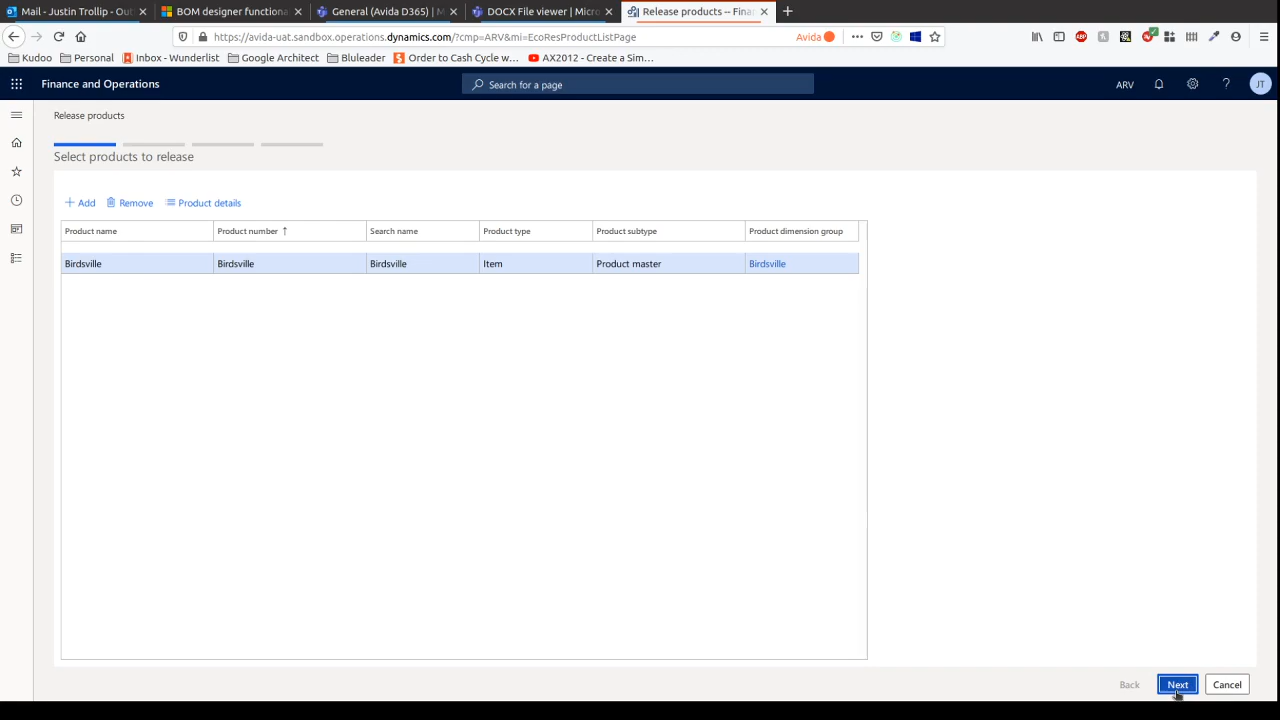 Mail - Justin Trollip - Out
BOM designer functiona
General (Avida D365) | M
DOCX File viewer | Micro
Release products -- Fina
https://avida-uat.sandbox.operations.dynamics.com/?cmp=ARV&mi=EcoResProductListPage
Avida
Kudoo
Personal
Inbox - Wunderlist
Google Architect
Bluleader
Order to Cash Cycle w...
AX2012 - Create a Sim...
Finance and Operations
Search for a page
ARV
JT
Release products
Select products to release
Add
Remove
Product details
Product name
Product number
Search name
Product type
Product subtype
Product dimension group
Birdsville
Birdsville
Birdsville
Item
Product master
Birdsville
Back
Next
Cancel